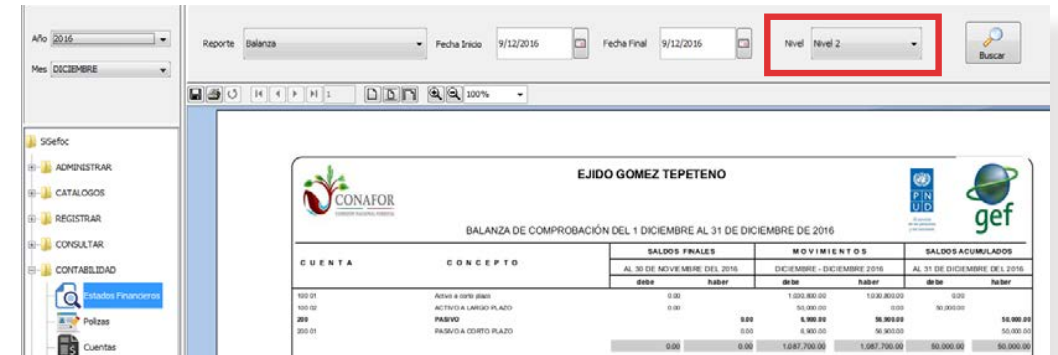 Año 2016
Mes DICIEMBRE
Reporte Balanza Fecha Inicio 9/12/2016 Fecha Final 9/12/2016 Nivel Nivel 2 Buscar
1 100%
SiGefoc
ADMINISTRAR
CATALOGOS
REGISTRAR
CONSULTAR
CONTABILIDAD
Estados Financieros
Polizas
Cuentas
CONAFOR
COMISIÓN NACIONAL FORESTAL
EJIDO GOMEZ TEPETENO
P N
U D
gef
BALANZA DE COMPROBACIÓN DEL 1 DICIEMBRE AL 31 DE DICIEMBRE DE 2016
CUENTA CONCEPTO SALDOS FINALES MOVIMIENTOS SALDOS ACUMULADOS
AL 30 DE NOVIEMBRE DEL 2016 DICIEMBRE - DICIEMBRE 2016 AL 31 DE DICIEMBRE DEL 2016
debe haber debe haber debe haber
100 01 Activo a corto plazo 0.00 1,030,800.00 1,030,800.00 0.00
100 02 ACTIVO A LARGO PLAZO 0.00 50,000.00 0.00 50,000.00
200 PASIVO 0.00 6,900.00 56,900.00 50,000.00
200 01 PASIVO A CORTO PLAZO 0.00 6,900.00 56,900.00 50,000.00
0.00 0.00 1,087,700.00 1,087,700.00 50,000.00 50,000.00